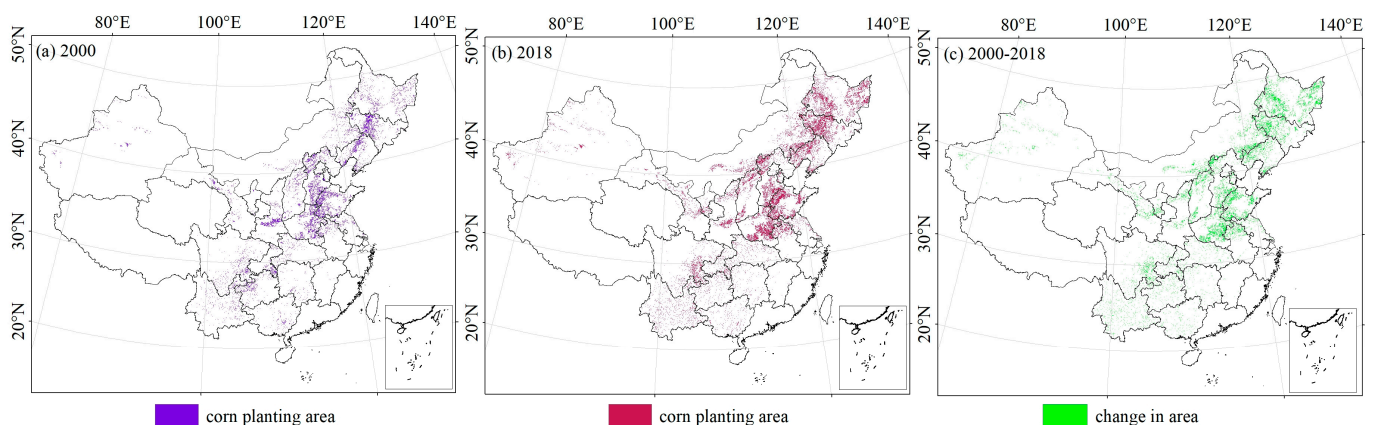 80°E 100°E 120°E 140°E
80°E 100°E 120°E 140°E
80°E 100°E 120°E 140°E
(a) 2000
(b) 2018
(c) 2000-2018
50°N
40°N
30°N
20°N
50°N
40°N
30°N
20°N
50°N
40°N
30°N
20°N
corn planting area
corn planting area
change in area